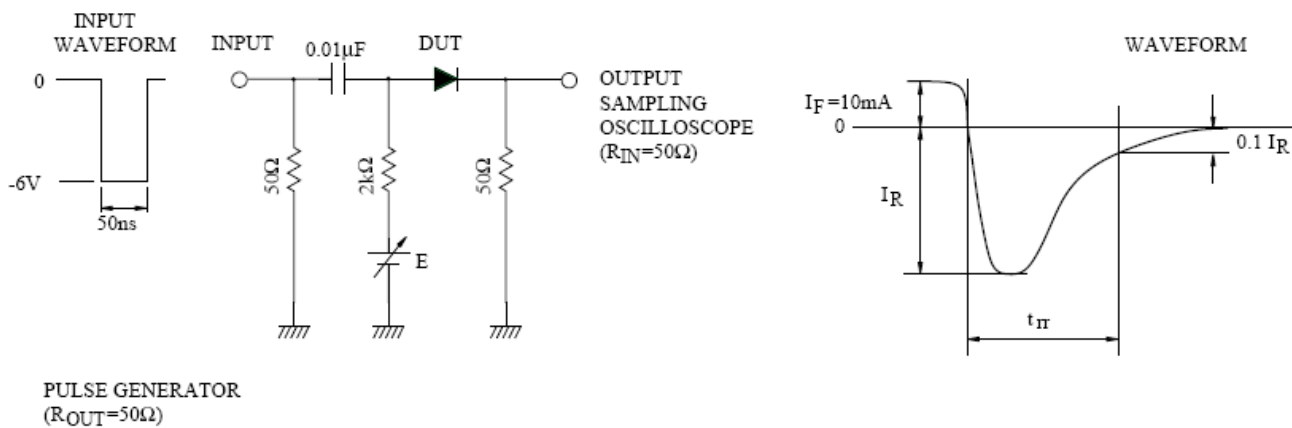 INPUT
WAVEFORM
0
-6V
50ns
INPUT
0.01μF
DUT
50Ω
2kΩ
E
50Ω
OUTPUT
SAMPLING
OSCILLOSCOPE
(RIN=50Ω)
PULSE GENERATOR
(ROUT=50Ω)
WAVEFORM
IF=10mA
0
IR
0.1 IR
trr